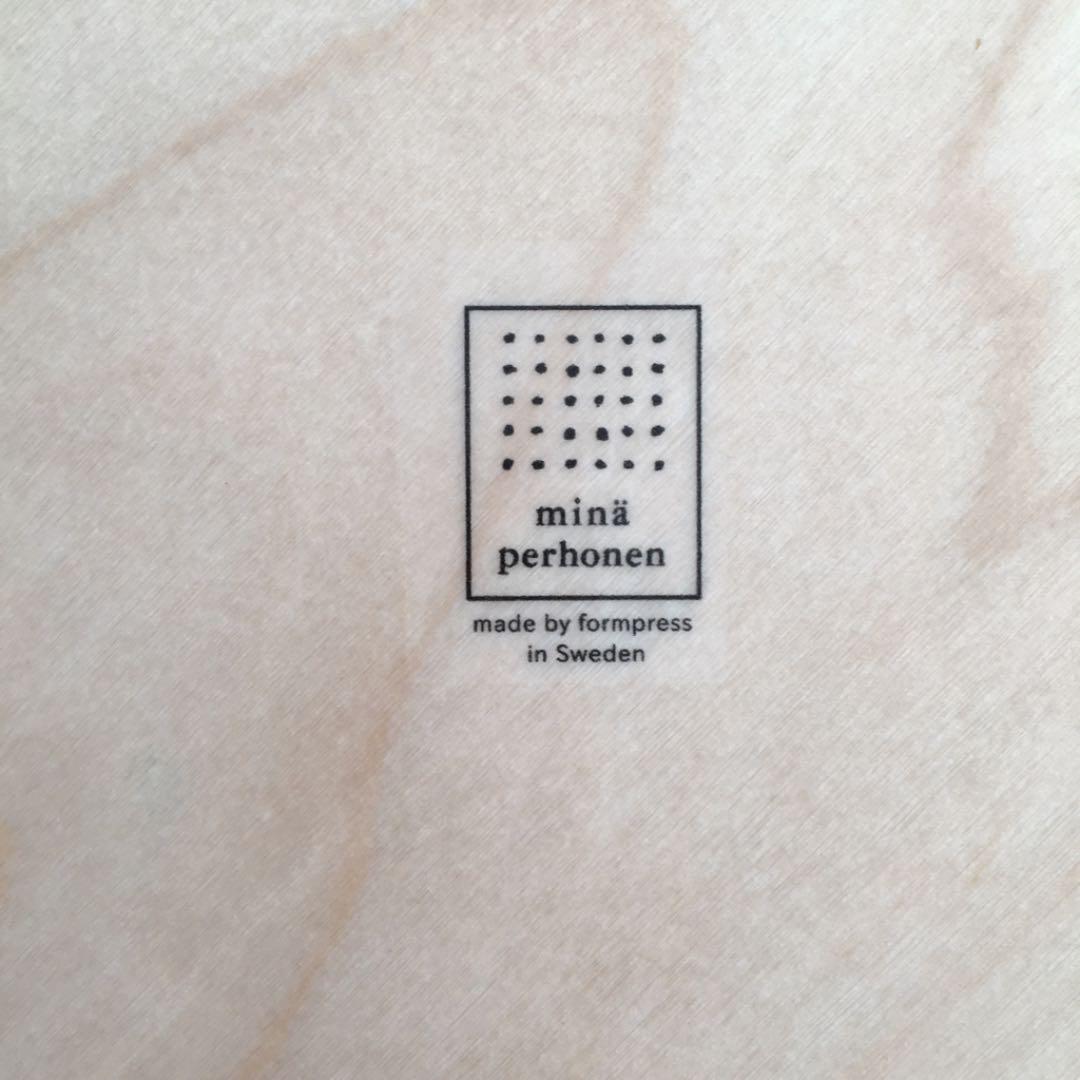 minä
perhonen
made by formpress
in Sweden